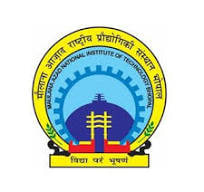 मौलाना आज़ाद राष्ट्रीय प्रौद्योगिकी संस्थान भोपाल
MAULANA AZAD NATIONAL INSTITUTE OF TECHNOLOGY BHOPAL
विद्या परं भूषणं